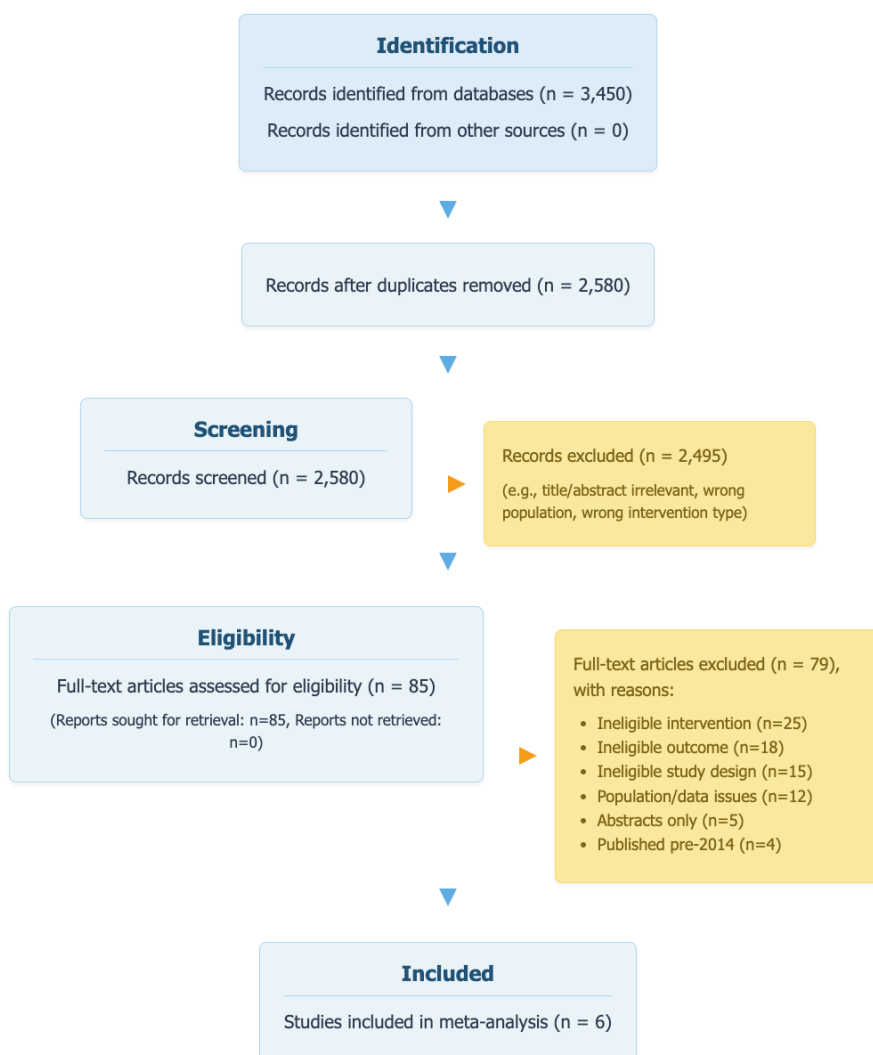 Identification
Records identified from databases (n = 3,450)
Records identified from other sources (n = 0)
Records after duplicates removed (n = 2,580)
Screening
Records screened (n = 2,580)
Records excluded (n = 2,495)
(e.g., title/abstract irrelevant, wrong
population, wrong intervention type)
Eligibility
Full-text articles assessed for eligibility (n = 85)
(Reports sought for retrieval: n=85, Reports not retrieved:
n=0)
Full-text articles excluded (n = 79),
with reasons:
• Ineligible intervention (n=25)
• Ineligible outcome (n=18)
• Ineligible study design (n=15)
• Population/data issues (n=12)
• Abstracts only (n=5)
• Published pre-2014 (n=4)
Included
Studies included in meta-analysis (n = 6)